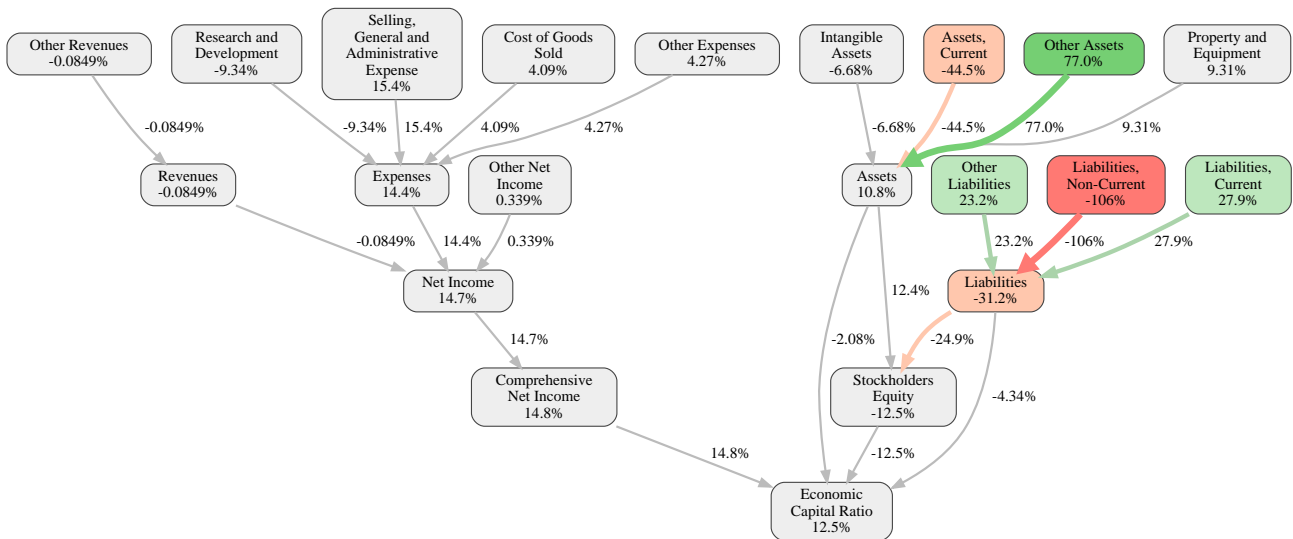 Other Revenues
-0.0849%
Research and
Development
-9.34%
Selling,
General and
Administrative
Expense
15.4%
Cost of Goods
Sold
4.09%
Other Expenses
4.27%
Intangible
Assets
-6.68%
Assets,
Current
-44.5%
Other Assets
77.0%
Property and
Equipment
9.31%
-0.0849%
-9.34%
15.4%
4.09%
4.27%
-6.68%
-44.5%
77.0%
9.31%
Revenues
-0.0849%
Expenses
14.4%
Other Net
Income
0.339%
Assets
10.8%
Other
Liabilities
23.2%
Liabilities,
Non-Current
-106%
Liabilities,
Current
27.9%
-0.0849%
14.4%
0.339%
23.2%
-106%
27.9%
Net Income
14.7%
12.4%
Liabilities
-31.2%
14.7%
-2.08%
-24.9%
Comprehensive
Net Income
14.8%
Stockholders
Equity
-12.5%
-4.34%
14.8%
-12.5%
Economic
Capital Ratio
12.5%